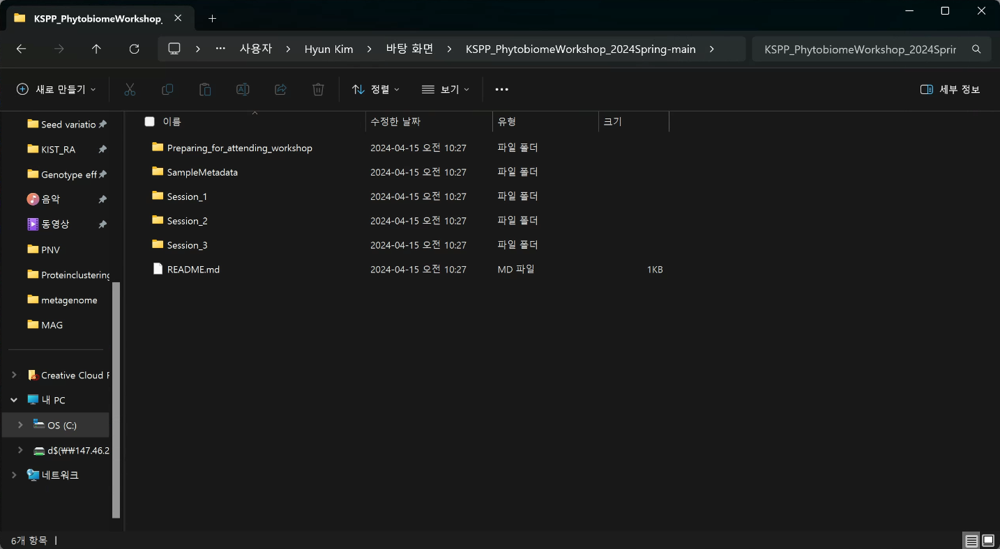 KSPP_PhytobiomeWorkshop_
사용자 Hyun Kim 바탕 화면 KSPP_PhytobiomeWorkshop_2024Spring-main KSPP_PhytobiomeWorkshop_2024Sprir
새로 만들기 정렬 보기 세부 정보
이름 수정한 날짜 유형 크기
Seed variatio
KIST_RA
Genotype eff
음악
동영상
PNV
Proteinclustering
metagenome
MAG
Creative Cloud F
내 PC
OS (C:)
d$(₩₩147.46.2
네트워크
Preparing_for_attending_workshop 2024-04-15 오전 10:27 파일 폴더
SampleMetadata 2024-04-15 오전 10:27 파일 폴더
Session_1 2024-04-15 오전 10:27 파일 폴더
Session_2 2024-04-15 오전 10:27 파일 폴더
Session_3 2024-04-15 오전 10:27 파일 폴더
README.md 2024-04-15 오전 10:27 MD 파일 1KB
6개 항목